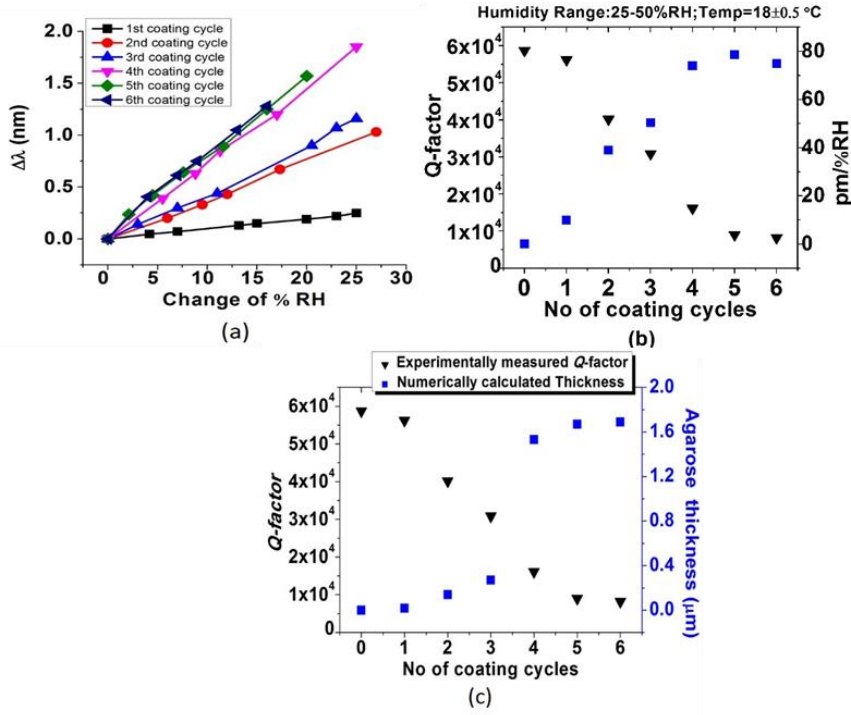 1st coating cycle
2nd coating cycle
3rd coating cycle
4th coating cycle
5th coating cycle
6th coating cycle
2.0
1.5
1.0
0.5
0.0
Δλ (nm)
0 5 10 15 20 25 30
Change of % RH
(a)
Humidity Range:25-50%RH;Temp=18±0.5 °C
6x10⁴
5x10⁴
4x10⁴
3x10⁴
2x10⁴
1x10⁴
0
Q-factor
80
60
40
20
0
pm/%RH
0 1 2 3 4 5 6
No of coating cycles
(b)
Experimentally measured Q-factor
Numerically calculated Thickness
6x10⁴
5x10⁴
4x10⁴
3x10⁴
2x10⁴
1x10⁴
0
Q-factor
2.0
1.6
1.2
0.8
0.4
0.0
Agarose thickness (μm)
0 1 2 3 4 5 6
No of coating cycles
(c)